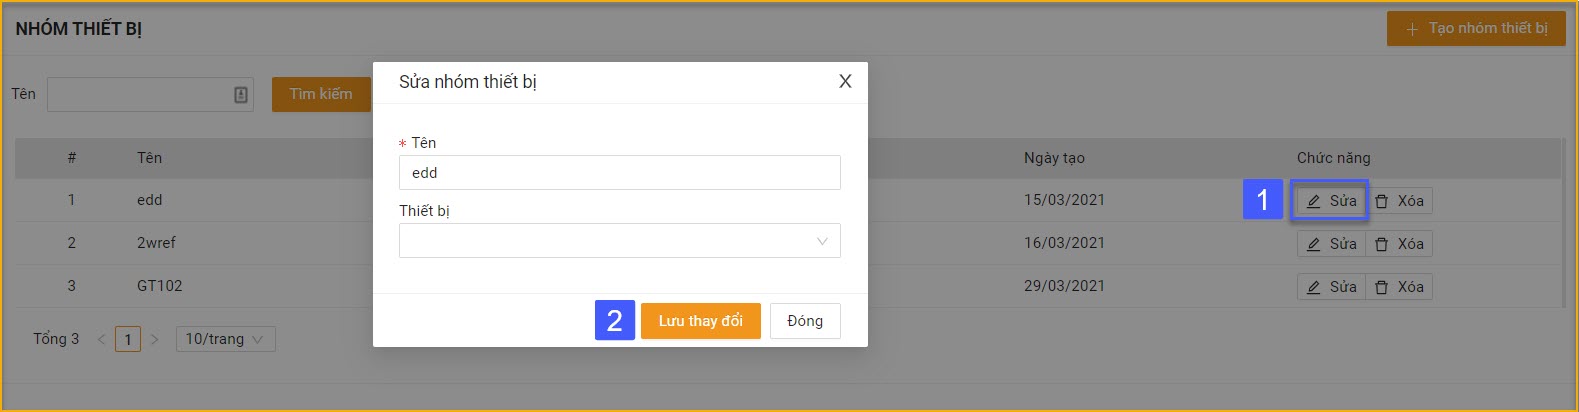 NHÓM THIẾT BỊ
+ Tạo nhóm thiết bị
Sửa nhóm thiết bị X
Tên Tìm kiếm
* Tên
edd
Thiết bị
# Tên Ngày tạo Chức năng
1 edd 15/03/2021 1 Sửa Xóa
2 2wref 16/03/2021 Sửa Xóa
3 GT102 29/03/2021 Sửa Xóa
2 Lưu thay đổi Đóng
Tổng 3 < 1 > 10/trang